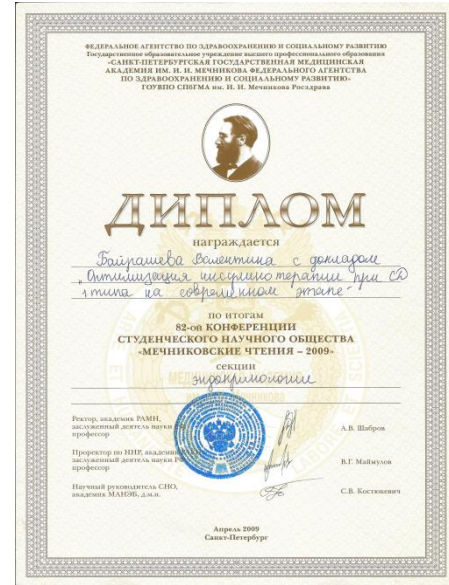 ФЕДЕРАЛЬНОЕ АГЕНТСТВО ПО ЗДРАВООХРАНЕНИЮ И СОЦИАЛЬНОМУ РАЗВИТИЮ
Государственное образовательное учреждение высшего профессионального образования
«САНКТ-ПЕТЕРБУРГСКАЯ ГОСУДАРСТВЕННАЯ МЕДИЦИНСКАЯ
АКАДЕМИЯ ИМ. И. И. МЕЧНИКОВА ФЕДЕРАЛЬНОГО АГЕНТСТВА
ПО ЗДРАВООХРАНЕНИЮ И СОЦИАЛЬНОМУ РАЗВИТИЮ»
ГОУВПО СПбГМА им. И. И. Мечникова Росздрава
ДИПЛОМ
награждается
Байрашева Валентина с докладом
"Оптимизация инсулинотерапии при СД
1 типа на современном этапе"
ПО ИТОГАМ
82-ой КОНФЕРЕНЦИИ
СТУДЕНЧЕСКОГО НАУЧНОГО ОБЩЕСТВА
«МЕЧНИКОВСКИЕ ЧТЕНИЯ – 2009»
секции
эндокринологии
Ректор, академик РАМН,
заслуженный деятель науки
профессор
А.В. Шабров
Проректор по НИР, академик
заслуженный деятель науки
профессор
В.Г. Маймулов
Научный руководитель СНО,
академик МАНЭБ, д.м.н.
С.В. Костюкевич
Апрель 2009
Санкт-Петербург